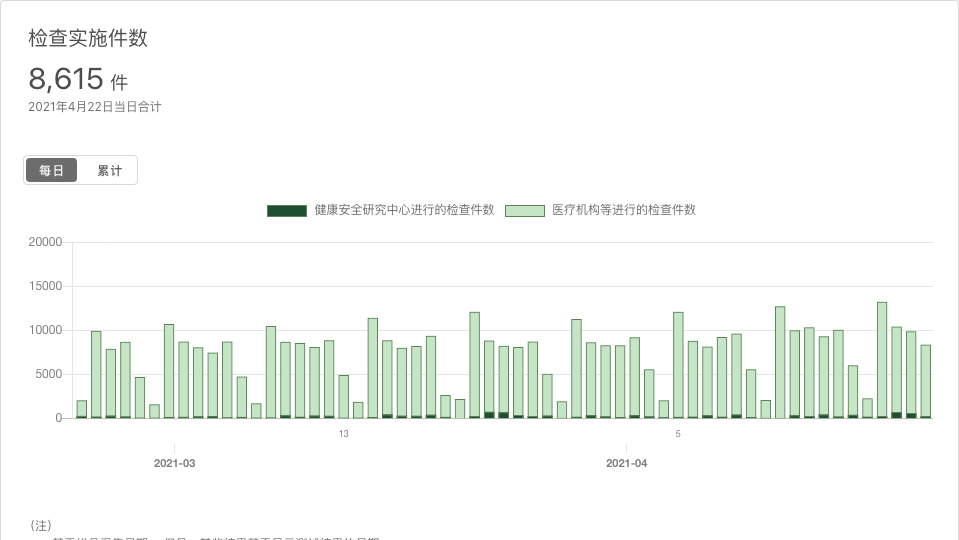 检查实施件数
8,615 件
2021年4月22日当日合计
每日 累计
健康安全研究中心进行的检查件数 医疗机构等进行的检查件数
20000
15000
10000
5000
0
13 5
2021-03 2021-04
(注)